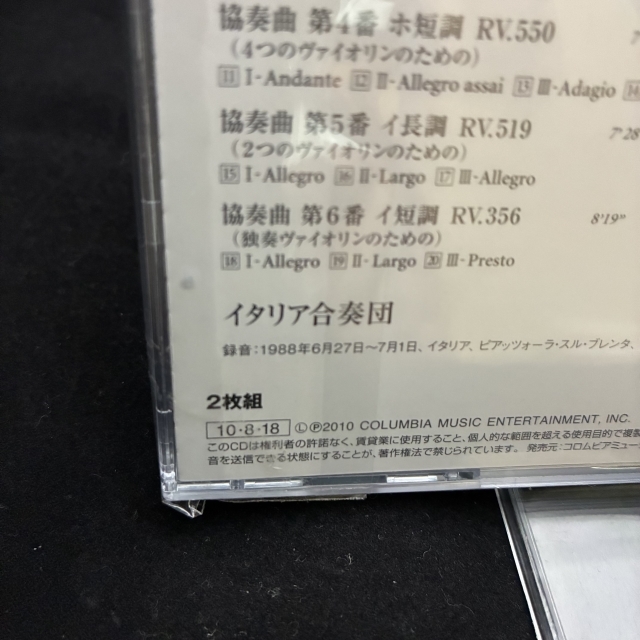 協奏曲 第4番 ホ短調 RV.550
(4つのヴァイオリンのための)
11 I-Andante 12 II-Allegro assai 13 III-Adagio 14
協奏曲 第5番 イ長調 RV.519 7'28"
(2つのヴァイオリンのための)
15 I-Allegro 16 II-Largo 17 III-Allegro
協奏曲 第6番 イ短調 RV.356 8'19"
(独奏ヴァイオリンのための)
18 I-Allegro 19 II-Largo 20 III-Presto
イタリア合奏団
録音:1988年6月27日〜7月1日、イタリア、ピアッツォーラ・スル・ブレンタ、
2枚組
10・8・18 ⓁⓅ2010 COLUMBIA MUSIC ENTERTAINMENT, INC.
このCDは権利者の許諾なく、賃貸業に使用すること、個人的な範囲を超える使用目的で複製
音を送信できる状態にすることが、著作権法で禁じられています。 発売元:コロムビアミュー